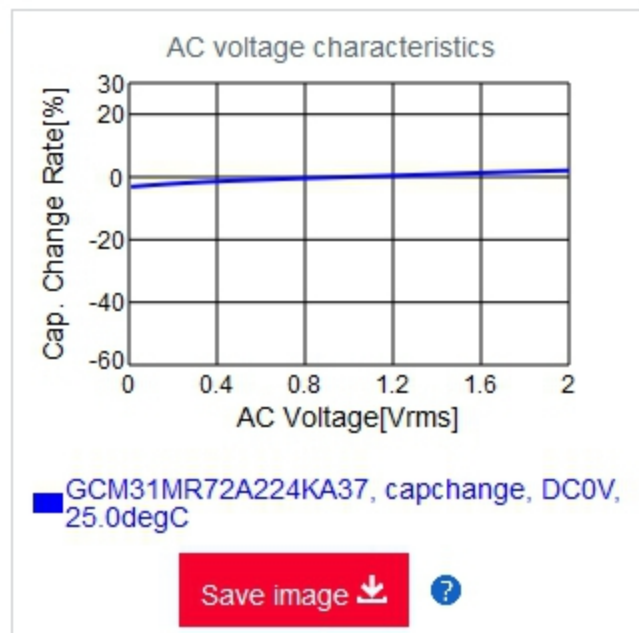 AC voltage characteristics
30
20
0
-20
-40
-60
Cap. Change Rate[%]
0 0.4 0.8 1.2 1.6 2
AC Voltage[Vrms]
GCM31MR72A224KA37, capchange, DC0V,
25.0degC
Save image
?